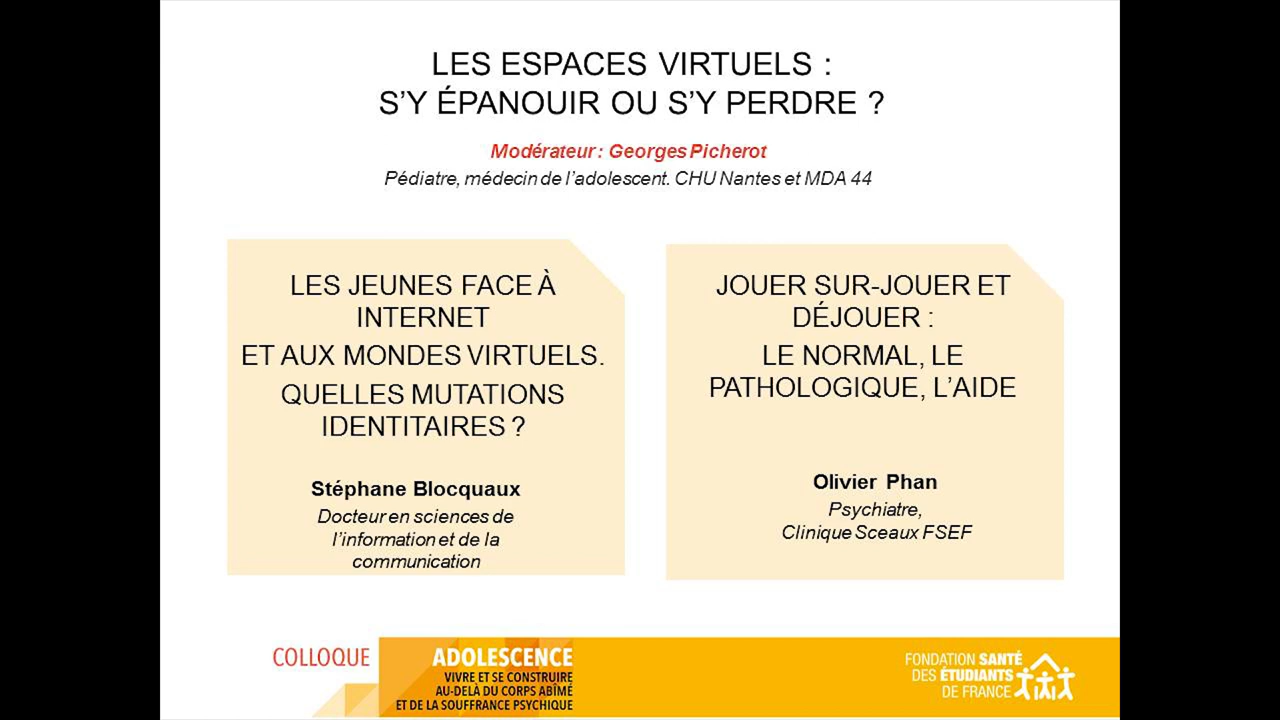 LES ESPACES VIRTUELS :
S’Y ÉPANOUIR OU S’Y PERDRE ?
Modérateur : Georges Picherot
Pédiatre, médecin de l’adolescent. CHU Nantes et MDA 44
LES JEUNES FACE À
INTERNET
ET AUX MONDES VIRTUELS.
QUELLES MUTATIONS
IDENTITAIRES ?
Stéphane Blocquaux
Docteur en sciences de
l’information et de la
communication
JOUER SUR-JOUER ET
DÉJOUER :
LE NORMAL, LE
PATHOLOGIQUE, L’AIDE
Olivier Phan
Psychiatre,
Clinique Sceaux FSEF
COLLOQUE
ADOLESCENCE
VIVRE ET SE CONSTRUIRE
AU-DELÀ DU CORPS ABÎMÉ
ET DE LA SOUFFRANCE PSYCHIQUE
FONDATION SANTÉ
DES ÉTUDIANTS
DE FRANCE